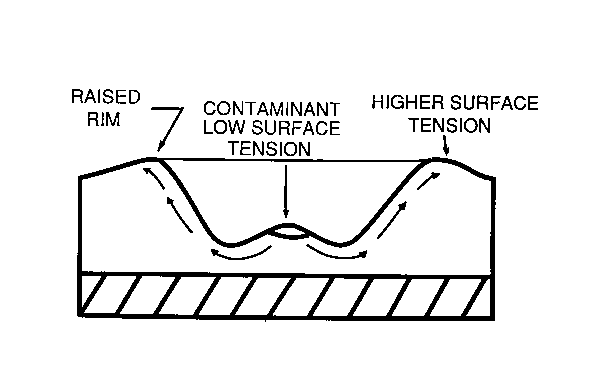 RAISED
RIM
CONTAMINANT
LOW SURFACE
TENSION
HIGHER SURFACE
TENSION